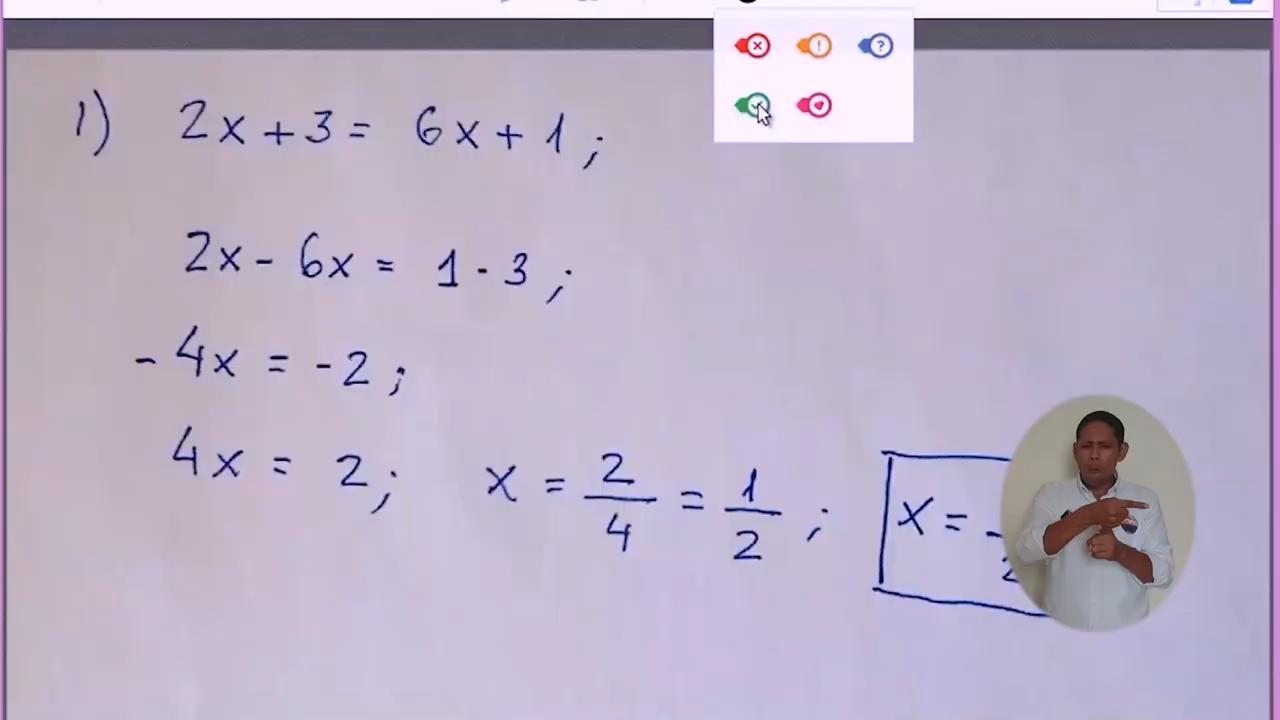 1) 2x + 3 = 6x + 1 ;
2x - 6x = 1 - 3 ;
- 4x = -2 ;
4x = 2 ; x = 2/4 = 1/2 ; x =